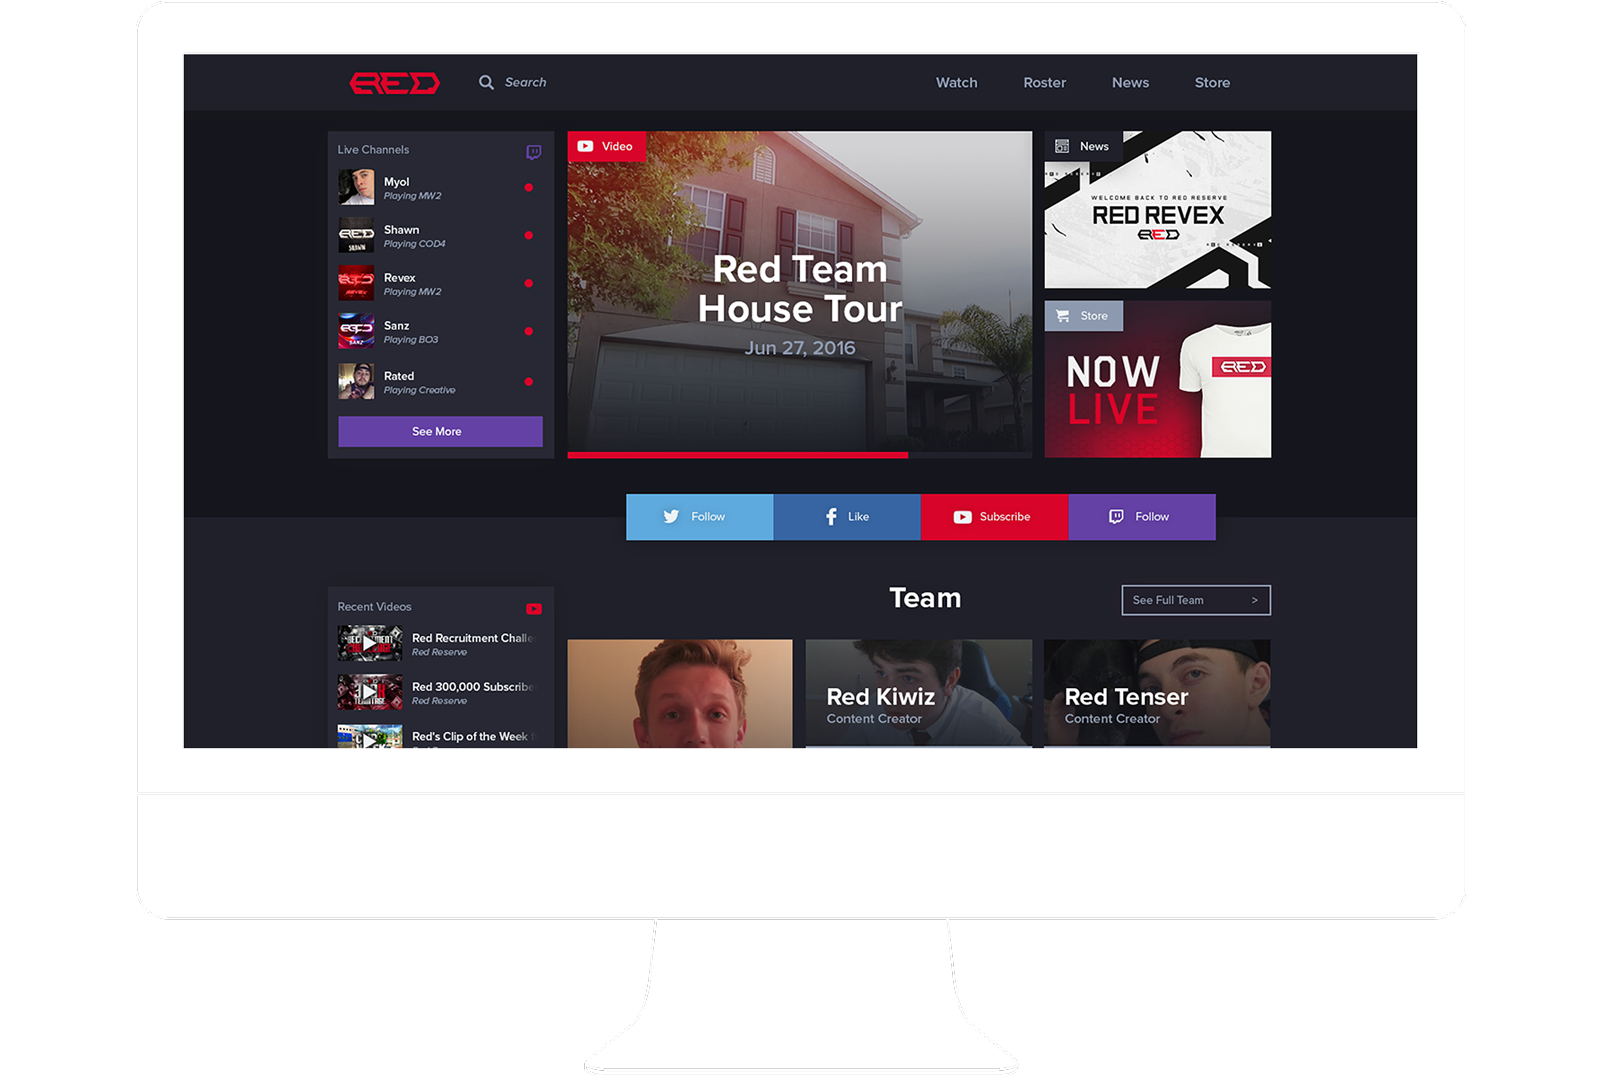 RED
Search
Watch
Roster
News
Store
Live Channels
Myol
Playing MW2
Shawn
Playing COD4
Revex
Playing MW2
Sanz
Playing BO3
Rated
Playing Creative
See More
Video
Red Team
House Tour
Jun 27, 2016
News
WELCOME BACK TO RED RESERVE
RED REVEX
RED
Store
NOW
LIVE
RED
Follow
Like
Subscribe
Follow
Recent Videos
Red Recruitment Challe
Red Reserve
Red 300,000 Subscribe
Red Reserve
Red's Clip of the Week f
Team
See Full Team >
Red Kiwiz
Content Creator
Red Tenser
Content Creator